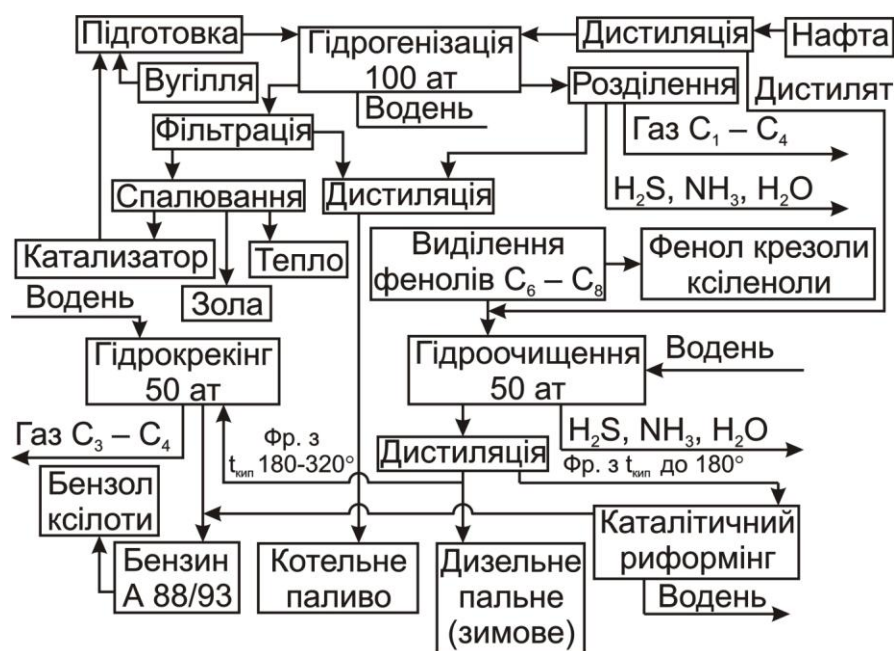 Підготовка
Гідрогенізація
100 ат
Дистиляція
Нафта
Вугілля
Водень
Розділення
Дистилят
Фільтрація
Газ C₁ – C₄
Спалювання
Дистиляція
H₂S, NH₃, H₂O
Катализатор
Тепло
Виділення
фенолів C₆ – C₈
Фенол крезоли
ксіленоли
Водень
Зола
Гідрокрекінг
50 ат
Гідроочищення
50 ат
Водень
Газ C₃ – C₄
Фр. з
tкип 180-320°
Дистиляція
H₂S, NH₃, H₂O
Фр. з tкип до 180°
Бензол
ксілоти
Каталітичний
риформінг
Бензин
А 88/93
Котельне
паливо
Дизельне
пальне
(зимове)
Водень